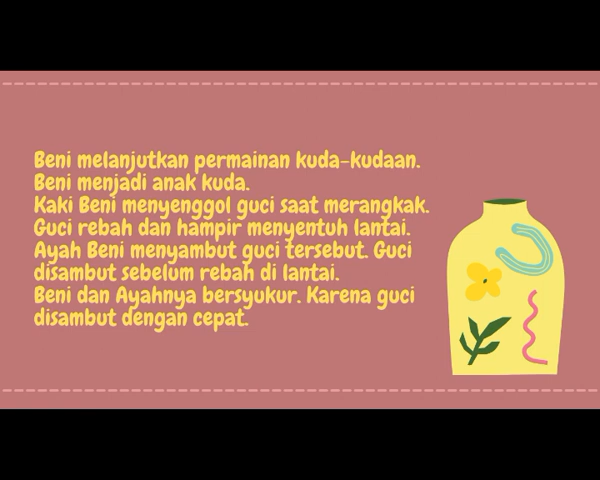 Beni melanjutkan permainan kuda-kudaan.
Beni menjadi anak kuda.
Kaki Beni menyenggol guci saat merangkak.
Guci rebah dan hampir menyentuh lantai.
Ayah Beni menyambut guci tersebut. Guci
disambut sebelum rebah di lantai.
Beni dan Ayahnya bersyukur. Karena guci
disambut dengan cepat.